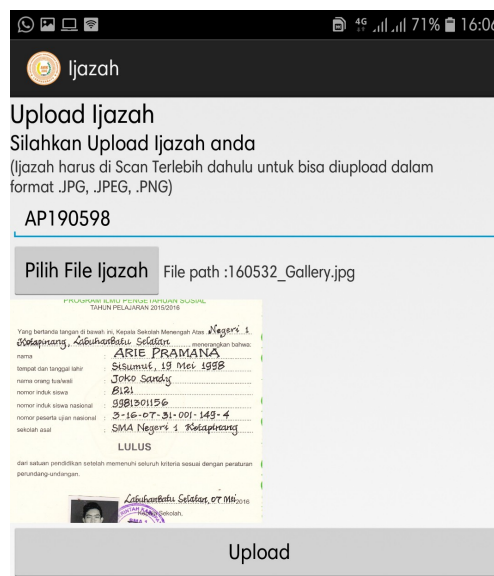 4G 71% 16:06
Ijazah
Upload Ijazah
Silahkan Upload Ijazah anda
(Ijazah harus di Scan Terlebih dahulu untuk bisa diupload dalam
format .JPG, .JPEG, .PNG)
AP190598
Pilih File Ijazah File path :160532_Gallery.jpg
PROGRAM ILMU PENGETAHUAN SOSIAL
TAHUN PELAJARAN 2015/2016
Yang bertanda tangan di bawah ini, Kepala Sekolah Menengah Atas Negeri 1
Kotapinang, Labuhanbatu Selatan menerangkan bahwa:
nama : ARIE PRAMANA
tempat dan tanggal lahir : Sisumut, 19 Mei 1998
nama orang tua/wali : Joko Sandy
nomor induk siswa : 8121
nomor induk siswa nasional : 9981301156
nomor peserta ujian nasional : 3-16-07-31-001-149-4
sekolah asal : SMA Negeri 1 Kotapinang
LULUS
dari satuan pendidikan setelah memenuhi seluruh kriteria sesuai dengan peraturan
perundang-undangan.
Labuhanbatu Selatan, 07 Mei 2016
Kepala Sekolah,
Upload